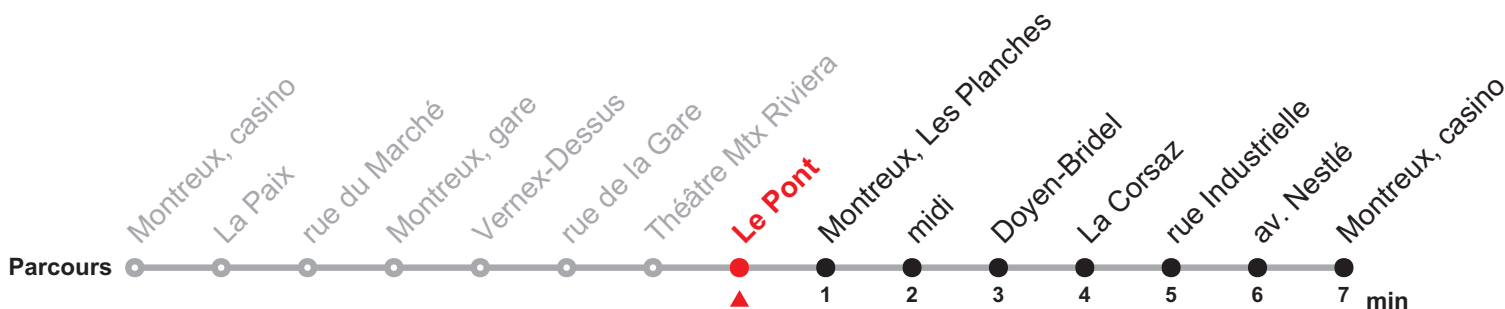 Montreux, casino
La Paix
rue du Marché
Montreux, gare
Vernex-Dessus
rue de la Gare
Théâtre Mtx Riviera
Le Pont
Montreux, Les Planches
midi
Doyen-Bridel
La Corsaz
rue Industrielle
av. Nestlé
Montreux, casino
Parcours
1 2 3 4 5 6 7 min